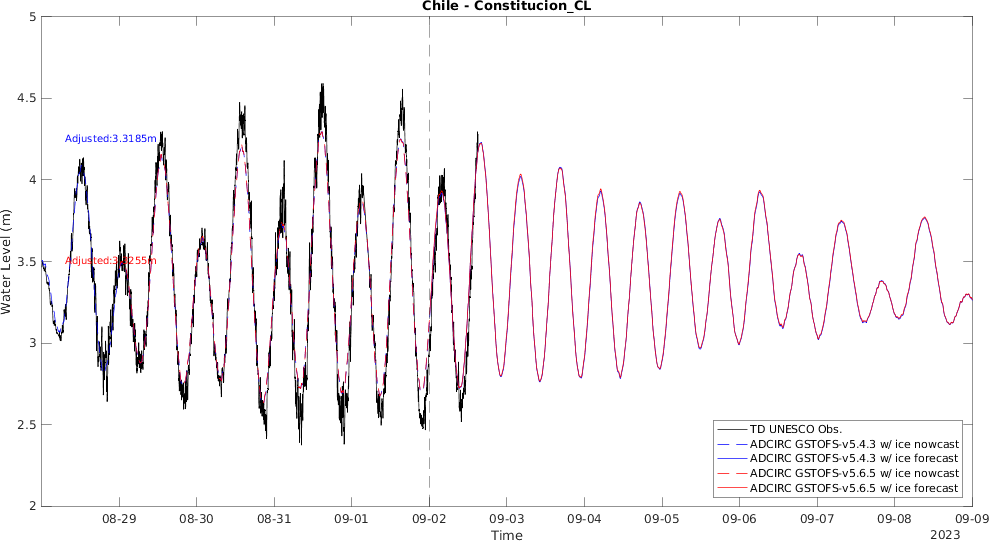 Chile - Constitucion_CL
5
4.5
4
3.5
3
2.5
2
Water Level (m)
Adjusted:3.3185m
TD UNESCO Obs.
ADCIRC GSTOFS-v5.4.3 w/ ice nowcast
ADCIRC GSTOFS-v5.4.3 w/ ice forecast
ADCIRC GSTOFS-v5.6.5 w/ ice nowcast
ADCIRC GSTOFS-v5.6.5 w/ ice forecast
08-29
08-30
08-31
09-01
09-02
09-03
09-04
09-05
09-06
09-07
09-08
09-09
Time
2023